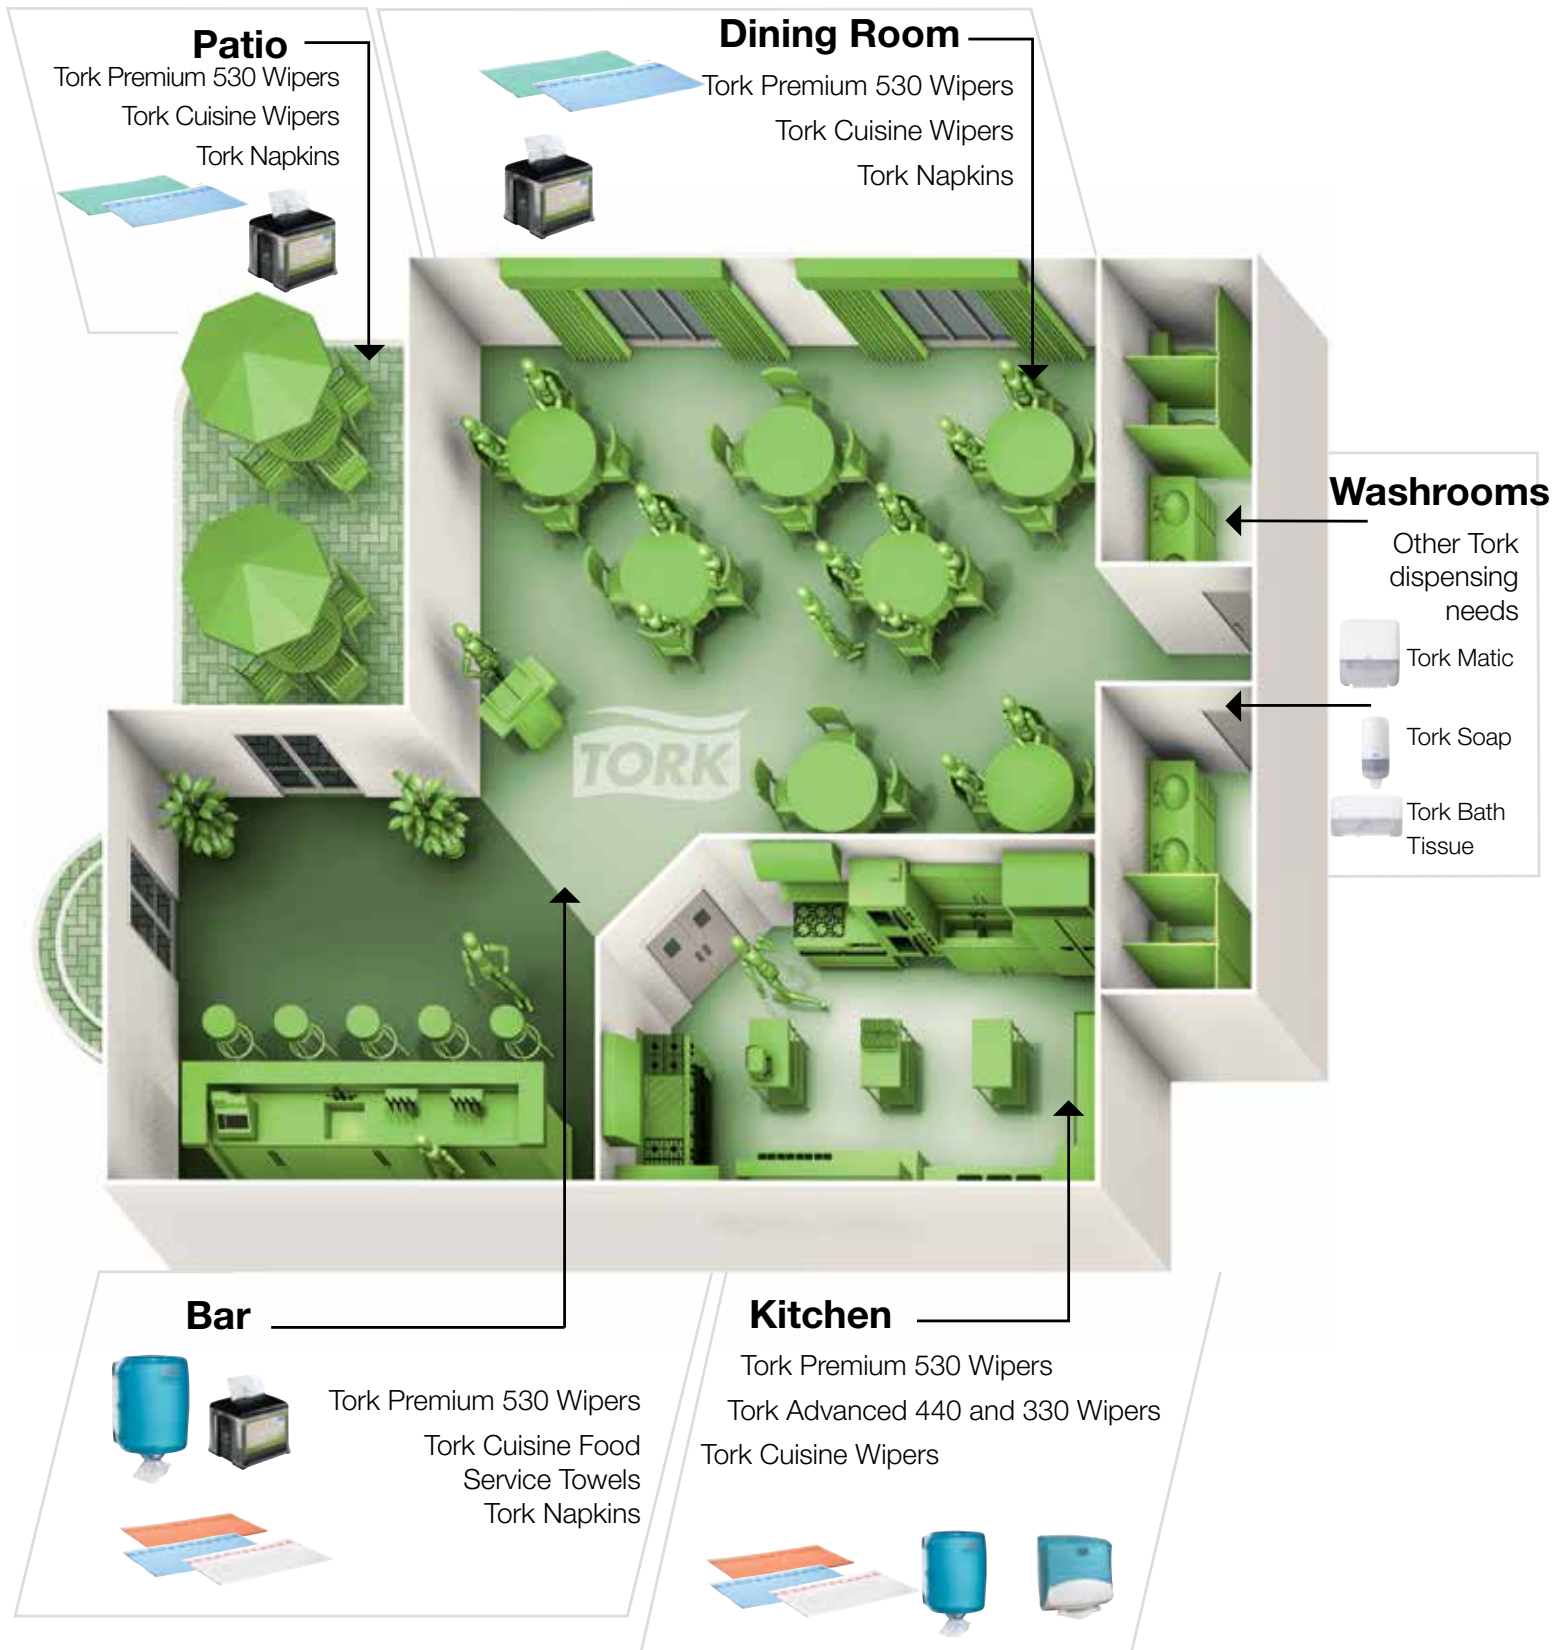 Patio
Tork Premium 530 Wipers
Tork Cuisine Wipers
Tork Napkins
Dining Room
Tork Premium 530 Wipers
Tork Cuisine Wipers
Tork Napkins
Washrooms
Other Tork
dispensing
needs
Tork Matic
Tork Soap
Tork Bath
Tissue
TORK
Bar
Tork Premium 530 Wipers
Tork Cuisine Food
Service Towels
Tork Napkins
Kitchen
Tork Premium 530 Wipers
Tork Advanced 440 and 330 Wipers
Tork Cuisine Wipers